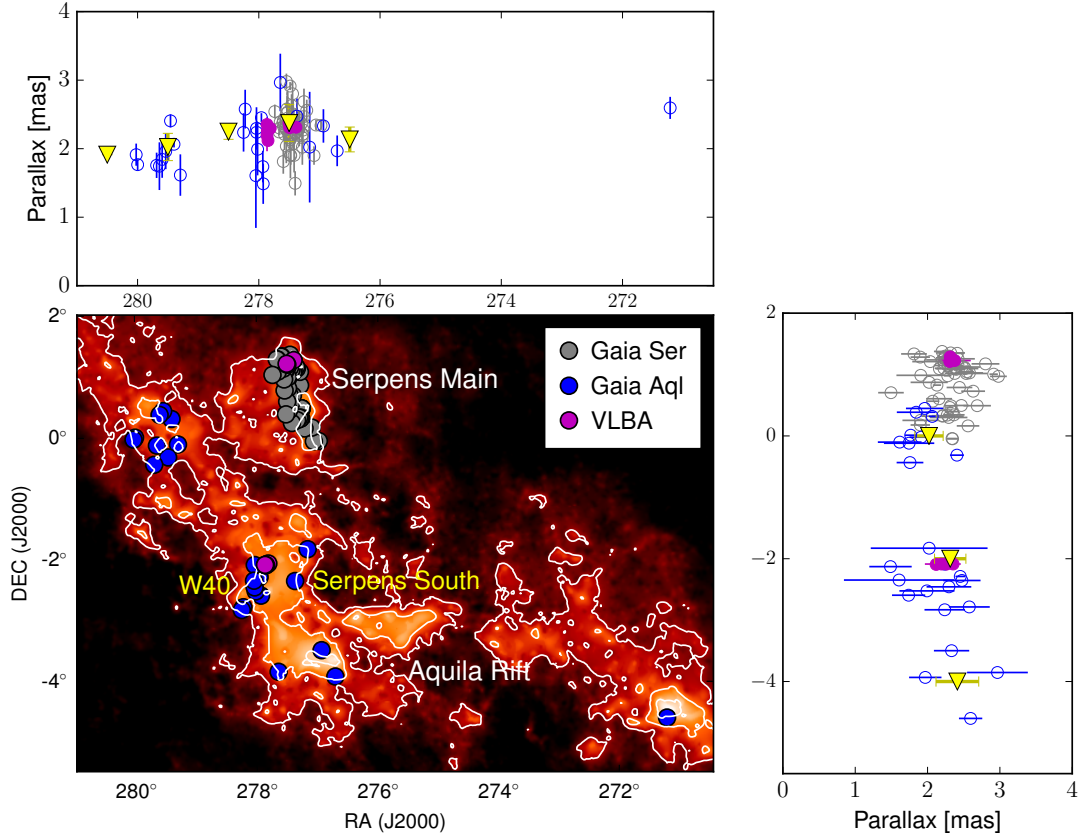 4
3
2
1
0
Parallax [mas]
280
278
276
274
272
2°
0°
-2°
-4°
DEC (J2000)
Gaia Ser
Gaia Aql
VLBA
Serpens Main
W40
Serpens South
Aquila Rift
280°
278°
276°
274°
272°
RA (J2000)
2
0
−2
−4
0
1
2
3
4
Parallax [mas]